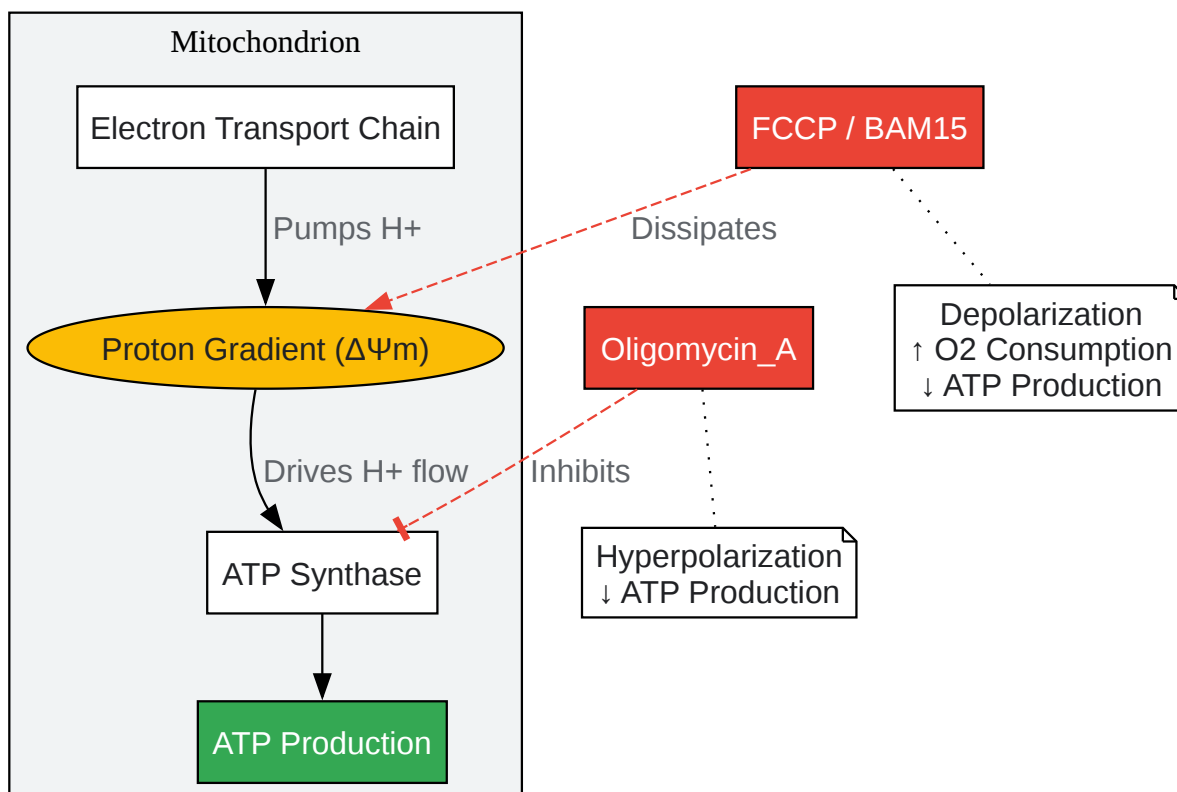 Mitochondrion
Electron Transport Chain
FCCP / BAM15
Pumps H+
Dissipates
Depolarization
↑ O2 Consumption
↓ ATP Production
Proton Gradient (ΔΨm)
Oligomycin_A
Drives H+ flow
Inhibits
Hyperpolarization
↓ ATP Production
ATP Synthase
ATP Production